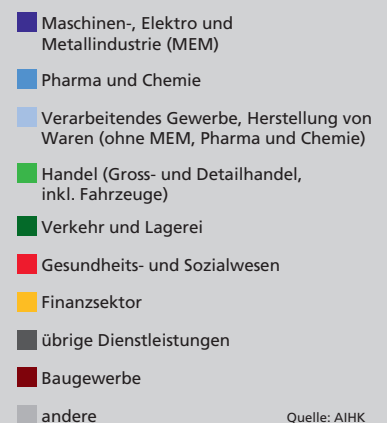 Maschinen-, Elektro und
Metallindustrie (MEM)
Pharma und Chemie
Verarbeitendes Gewerbe, Herstellung von
Waren (ohne MEM, Pharma und Chemie)
Handel (Gross- und Detailhandel,
inkl. Fahrzeuge)
Verkehr und Lagerei
Gesundheits- und Sozialwesen
Finanzsektor
übrige Dienstleistungen
Baugewerbe
andere
Quelle: AIHK